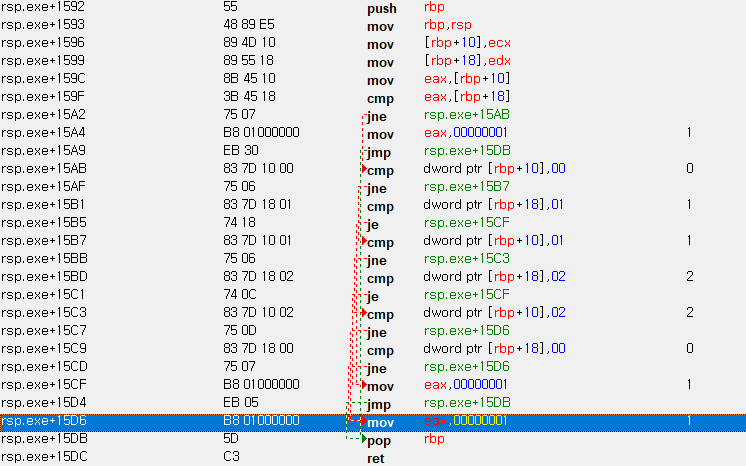 rsp.exe+1592 55 push rbp
rsp.exe+1593 48 89 E5 mov rbp,rsp
rsp.exe+1596 89 4D 10 mov [rbp+10],ecx
rsp.exe+1599 89 55 18 mov [rbp+18],edx
rsp.exe+159C 8B 45 10 mov eax,[rbp+10]
rsp.exe+159F 3B 45 18 cmp eax,[rbp+18]
rsp.exe+15A2 75 07 jne rsp.exe+15AB
rsp.exe+15A4 B8 01000000 mov eax,00000001 1
rsp.exe+15A9 EB 30 jmp rsp.exe+15DB
rsp.exe+15AB 83 7D 10 00 cmp dword ptr [rbp+10],00 0
rsp.exe+15AF 75 06 jne rsp.exe+15B7
rsp.exe+15B1 83 7D 18 01 cmp dword ptr [rbp+18],01 1
rsp.exe+15B5 74 18 je rsp.exe+15CF
rsp.exe+15B7 83 7D 10 01 cmp dword ptr [rbp+10],01 1
rsp.exe+15BB 75 06 jne rsp.exe+15C3
rsp.exe+15BD 83 7D 18 02 cmp dword ptr [rbp+18],02 2
rsp.exe+15C1 74 0C je rsp.exe+15CF
rsp.exe+15C3 83 7D 10 02 cmp dword ptr [rbp+10],02 2
rsp.exe+15C7 75 0D jne rsp.exe+15D6
rsp.exe+15C9 83 7D 18 00 cmp dword ptr [rbp+18],00 0
rsp.exe+15CD 75 07 jne rsp.exe+15D6
rsp.exe+15CF B8 01000000 mov eax,00000001 1
rsp.exe+15D4 EB 05 jmp rsp.exe+15DB
rsp.exe+15D6 B8 01000000 mov eax,00000001 1
rsp.exe+15DB 5D pop rbp
rsp.exe+15DC C3 ret